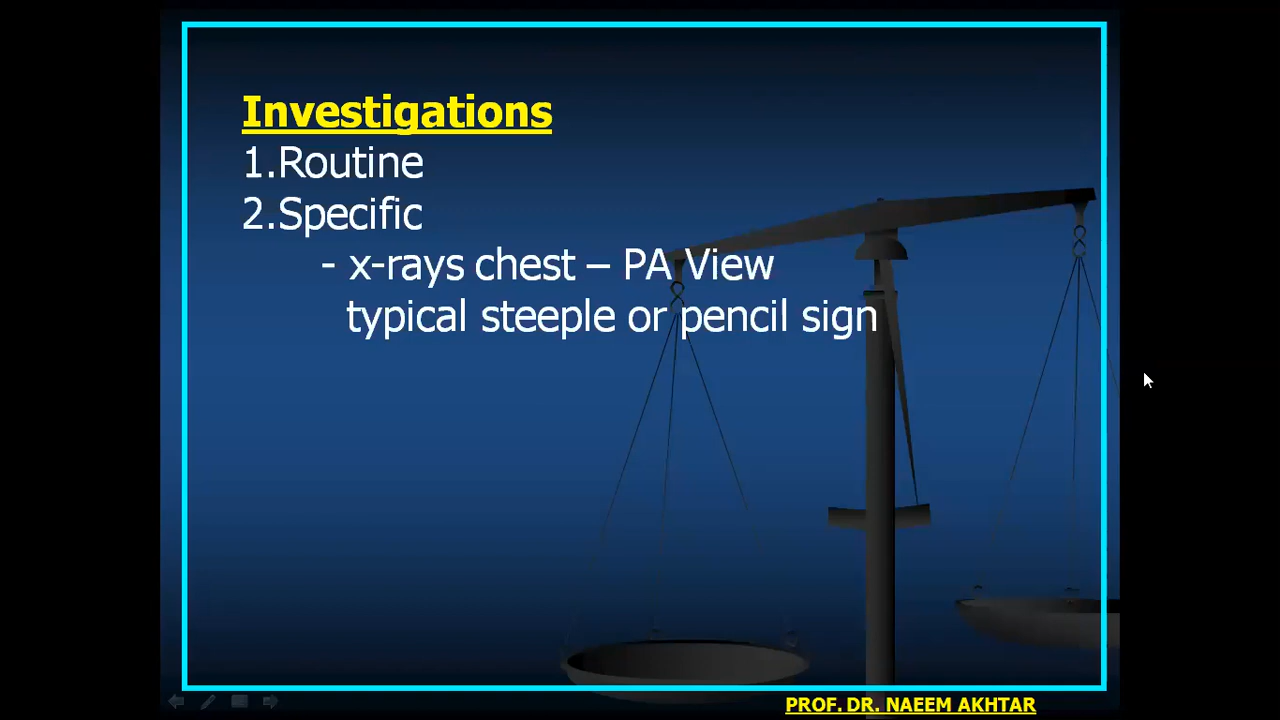 Investigations
1.Routine
2.Specific
- x-rays chest – PA View
typical steeple or pencil sign
PROF. DR. NAEEM AKHTAR